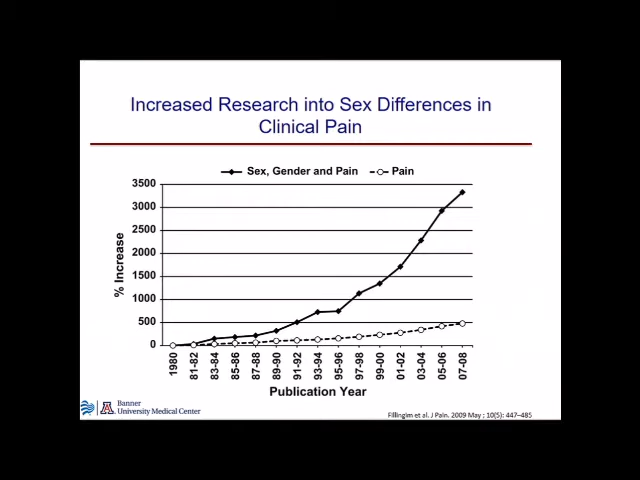 Increased Research into Sex Differences in
Clinical Pain
Sex, Gender and Pain
Pain
3500
3000
2500
2000
1500
1000
500
0
% Increase
1980
81-82
83-84
85-86
87-88
89-90
91-92
93-94
95-96
97-98
99-00
01-02
03-04
05-06
07-08
Publication Year
Banner
University Medical Center
A
Fillingim et al. J Pain. 2009 May ; 10(5): 447–485